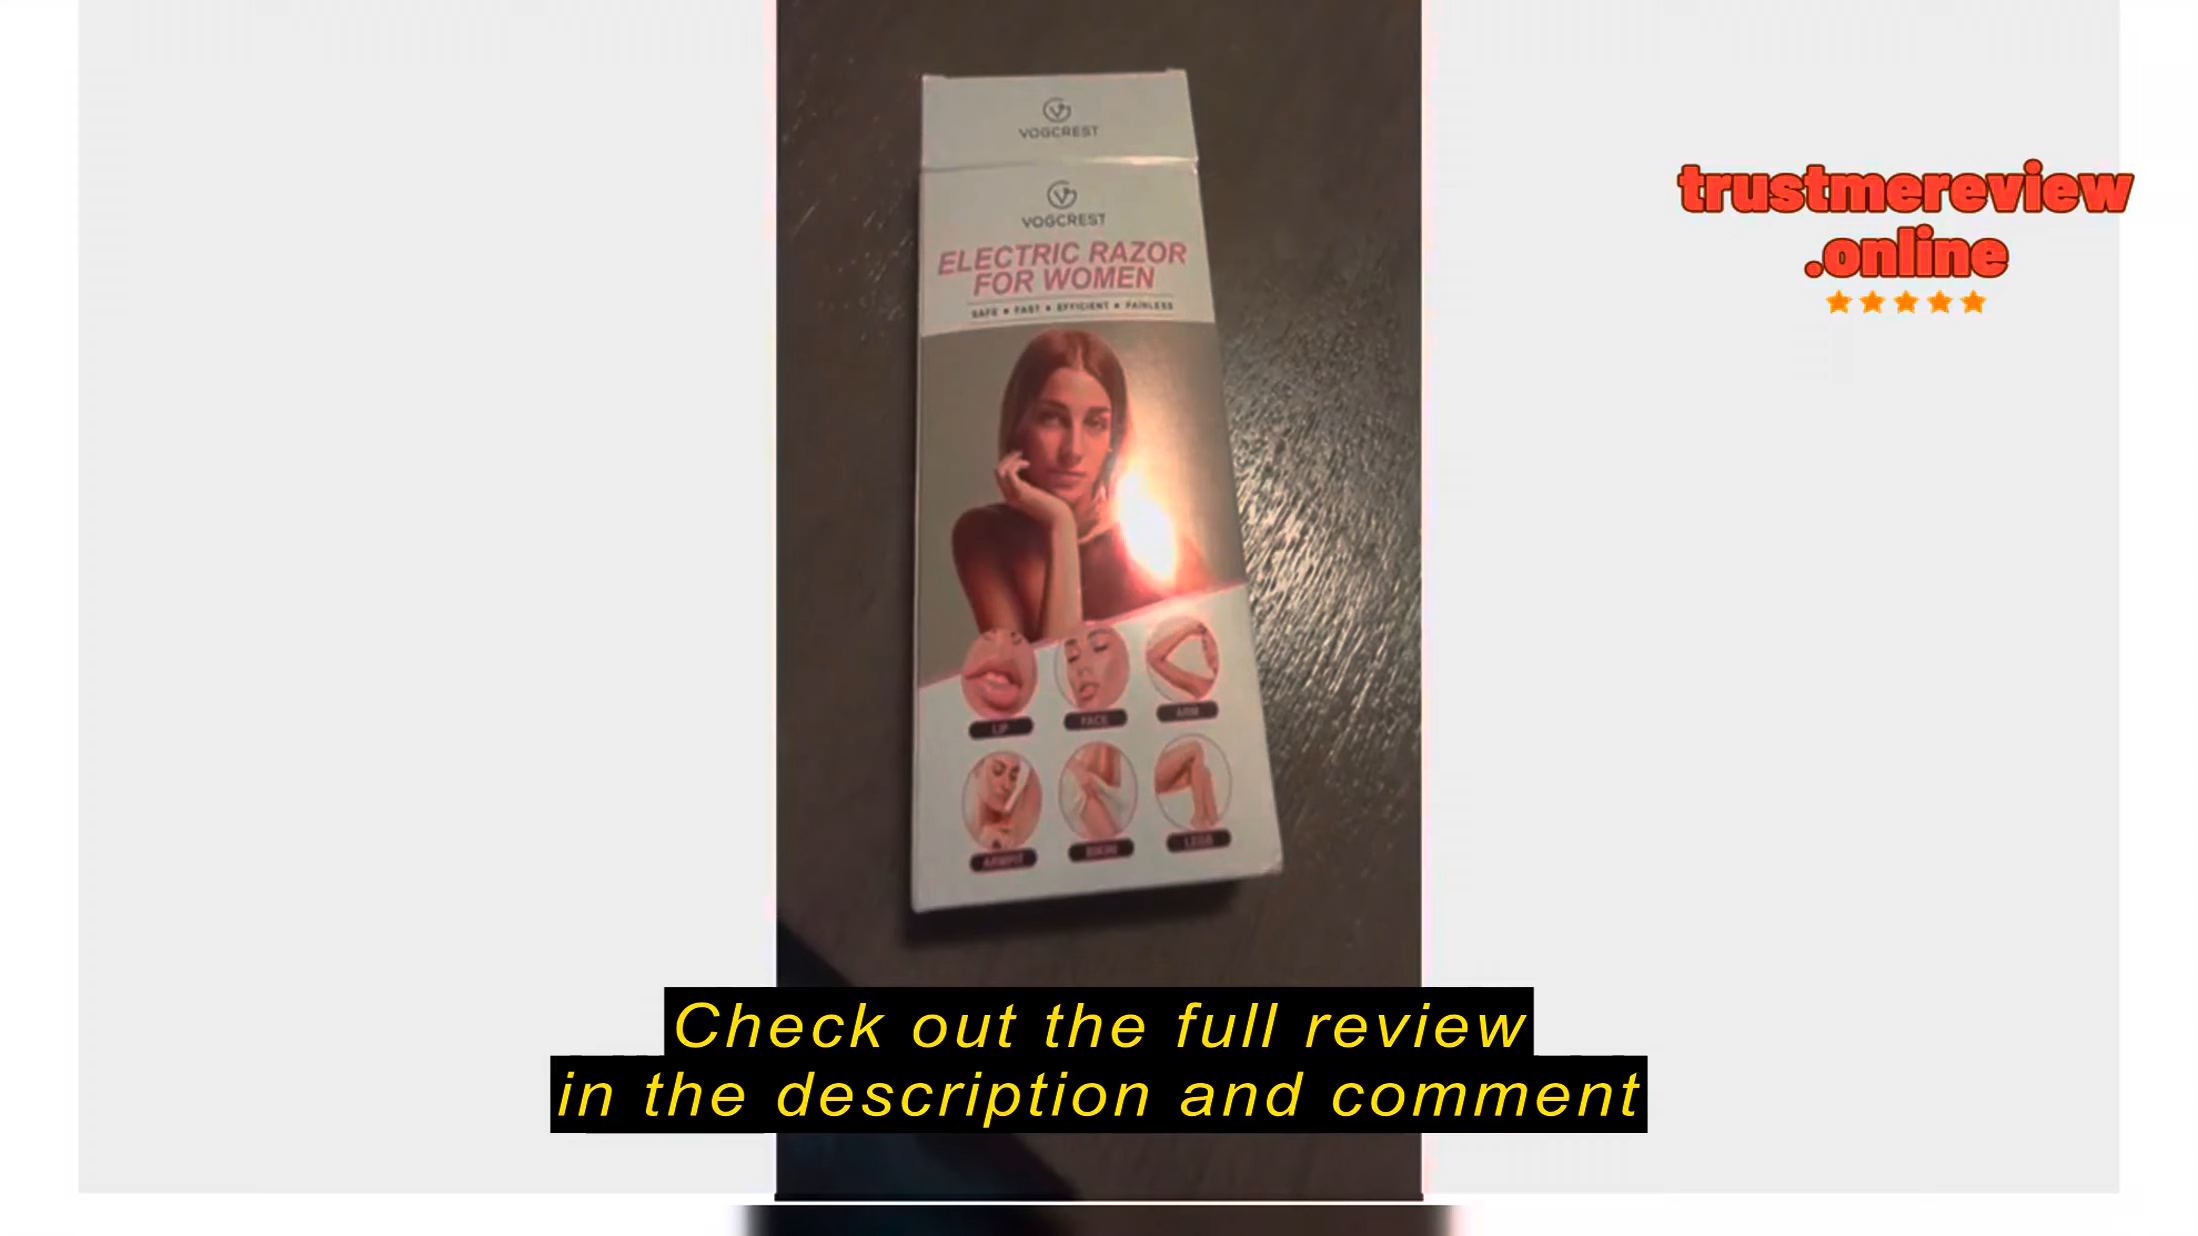 VOGCREST
VOGCREST
ELECTRIC RAZOR
FOR WOMEN
SAFE • FAST • EFFICIENT • PAINLESS
LIP
FACE
ARM
ARMPIT
BIKINI
LEGS
trustmereview
.online
Check out the full review
in the description and comment